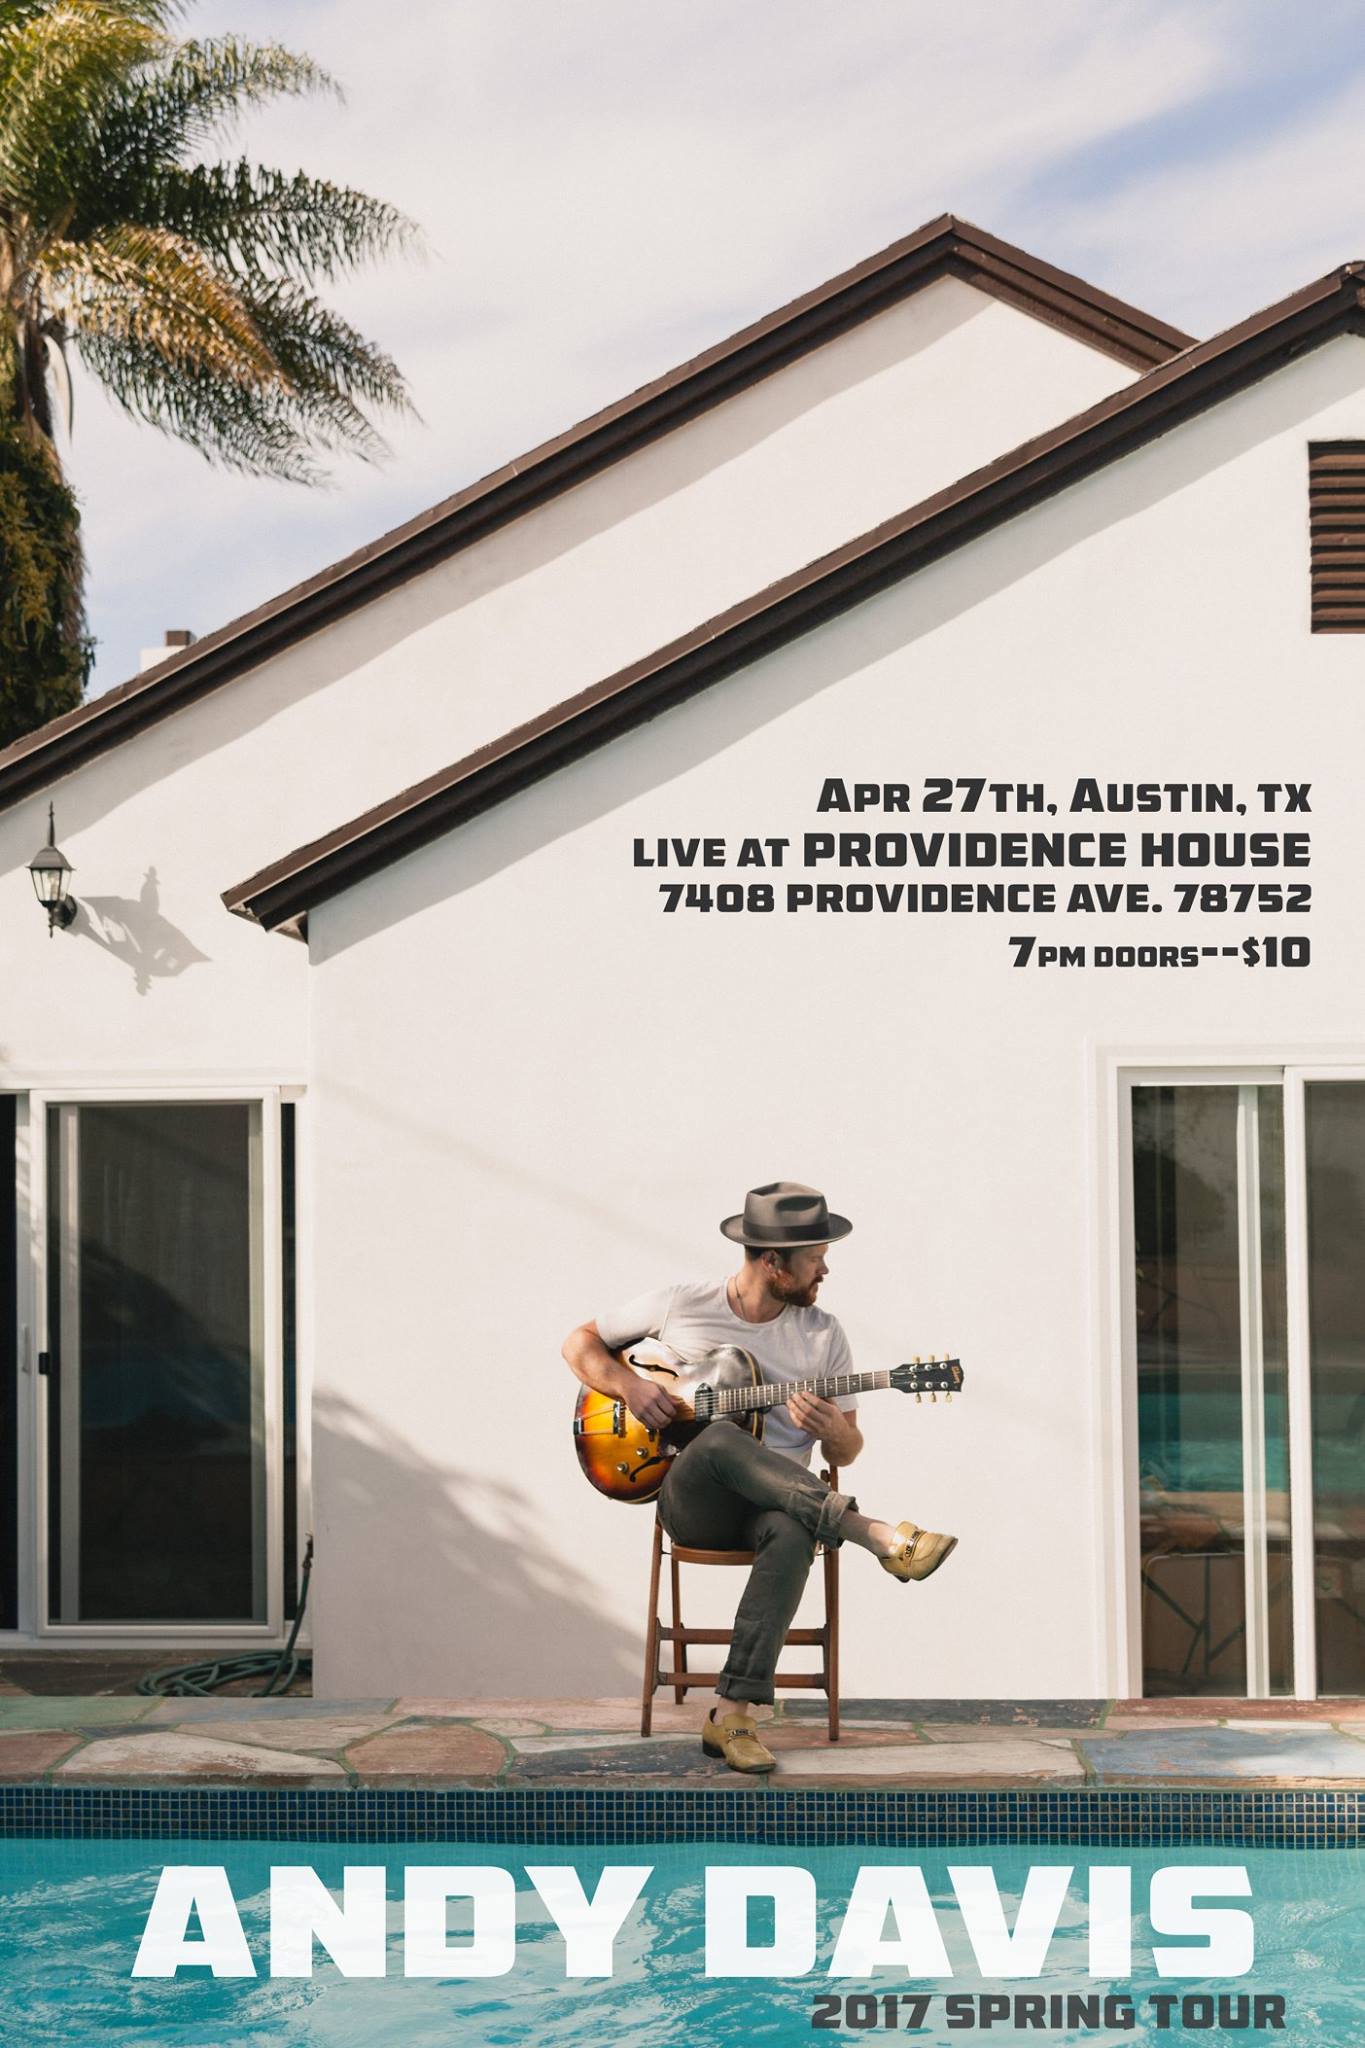 Apr 27th, Austin, TX
LIVE AT PROVIDENCE HOUSE
7408 PROVIDENCE AVE. 78752
7PM DOORS--$10
ANDY DAVIS
2017 SPRING TOUR